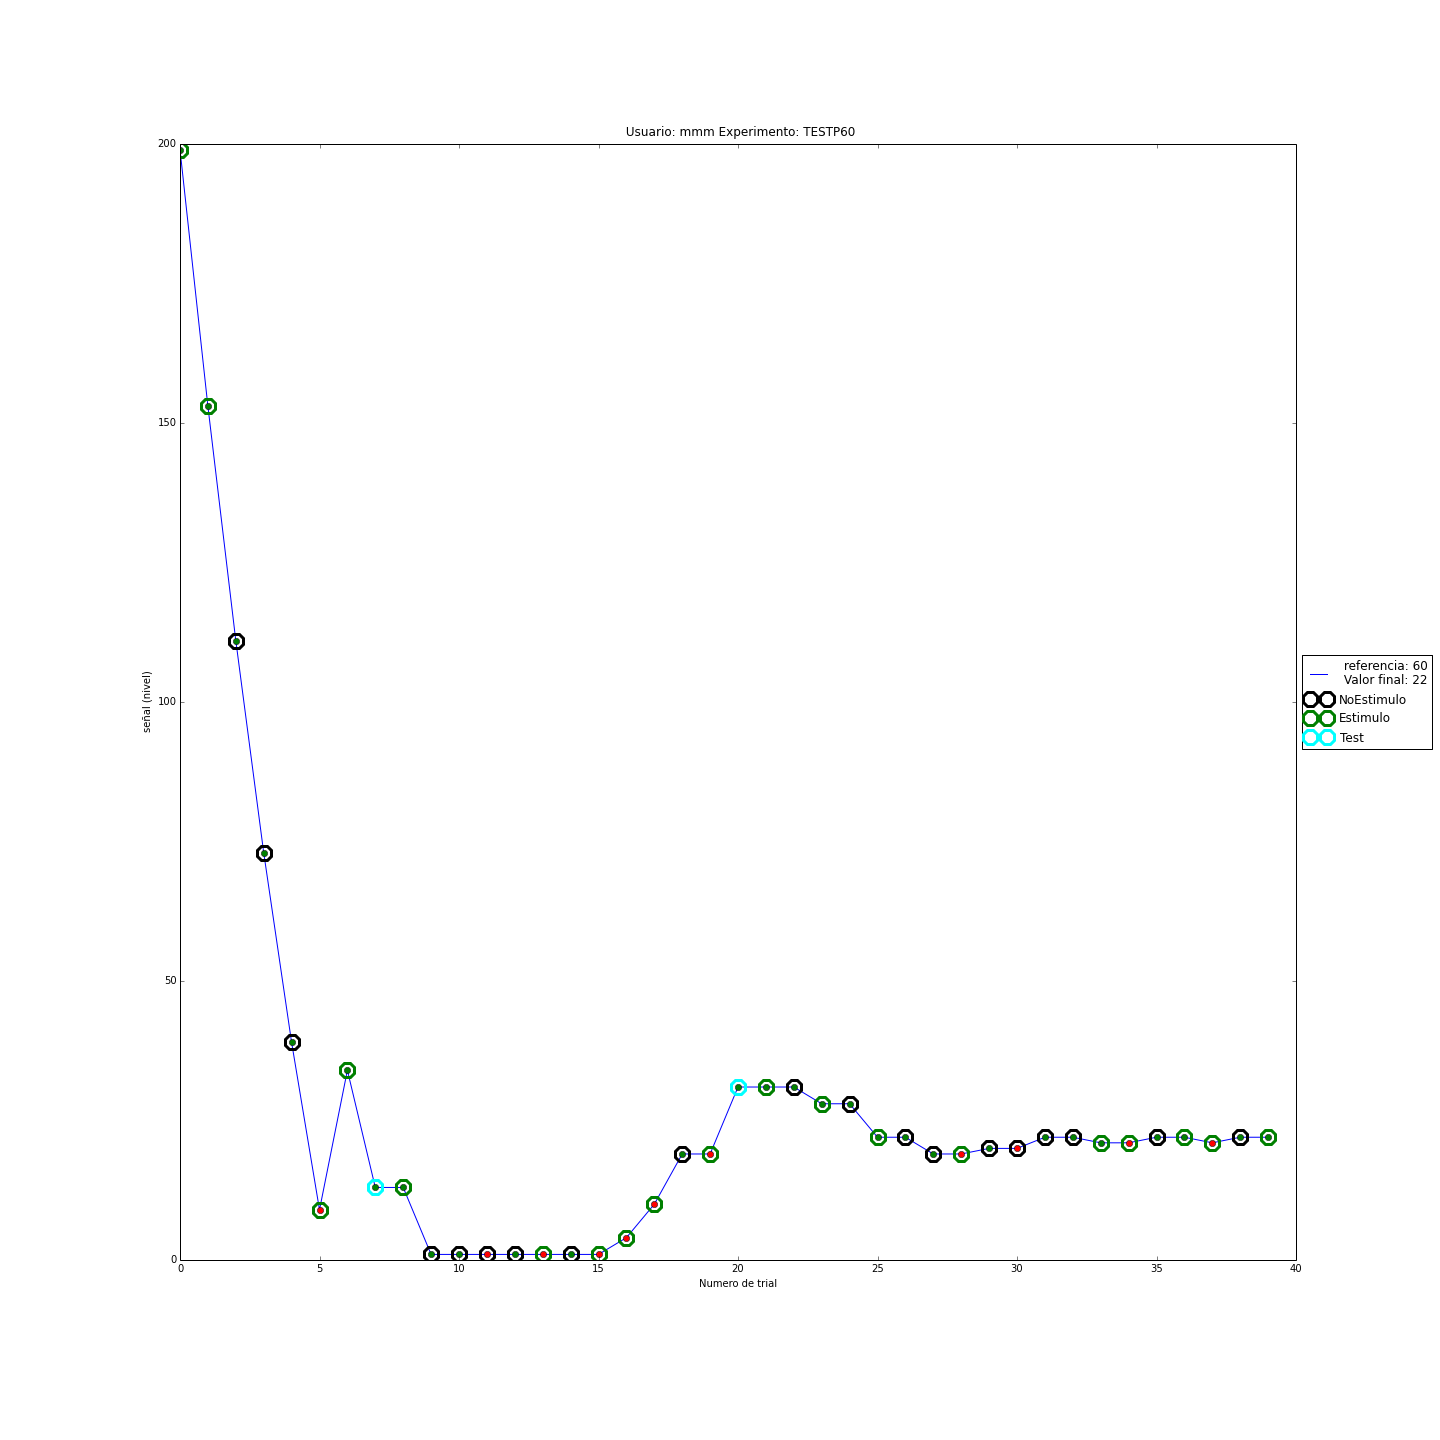 Usuario: mmm Experimento: TESTP60
200
150
100
50
0
señal (nivel)
0 5 10 15 20 25 30 35 40
Numero de trial
referencia: 60
Valor final: 22
NoEstimulo
Estimulo
Test